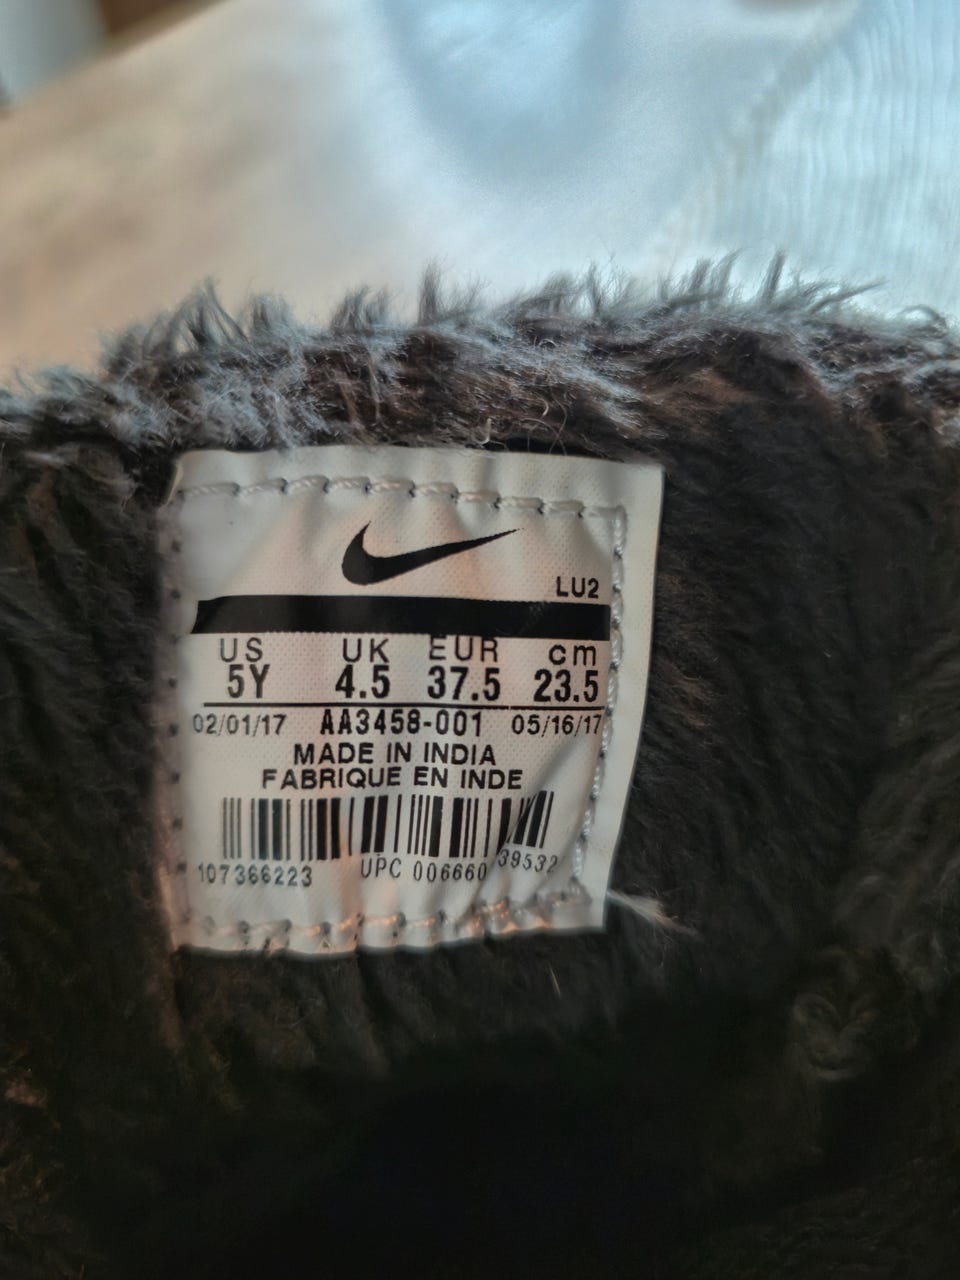 LU2
US UK EUR cm
5Y 4.5 37.5 23.5
02/01/17 AA3458-001 05/16/17
MADE IN INDIA
FABRIQUE EN INDE
107366223 UPC 006660 39532